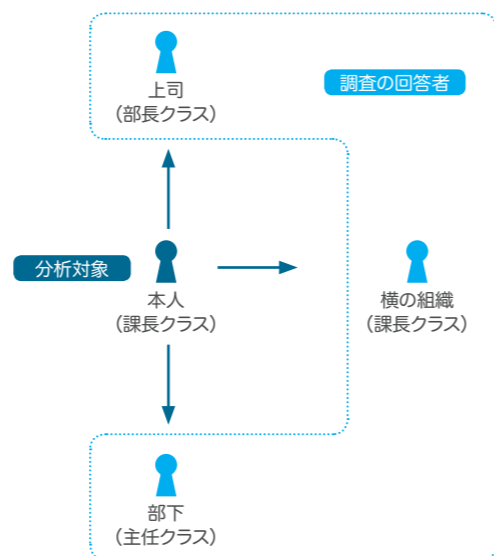 上司
（部長クラス）
調査の回答者
分析対象
本人
（課長クラス）
横の組織
（課長クラス）
部下
（主任クラス）